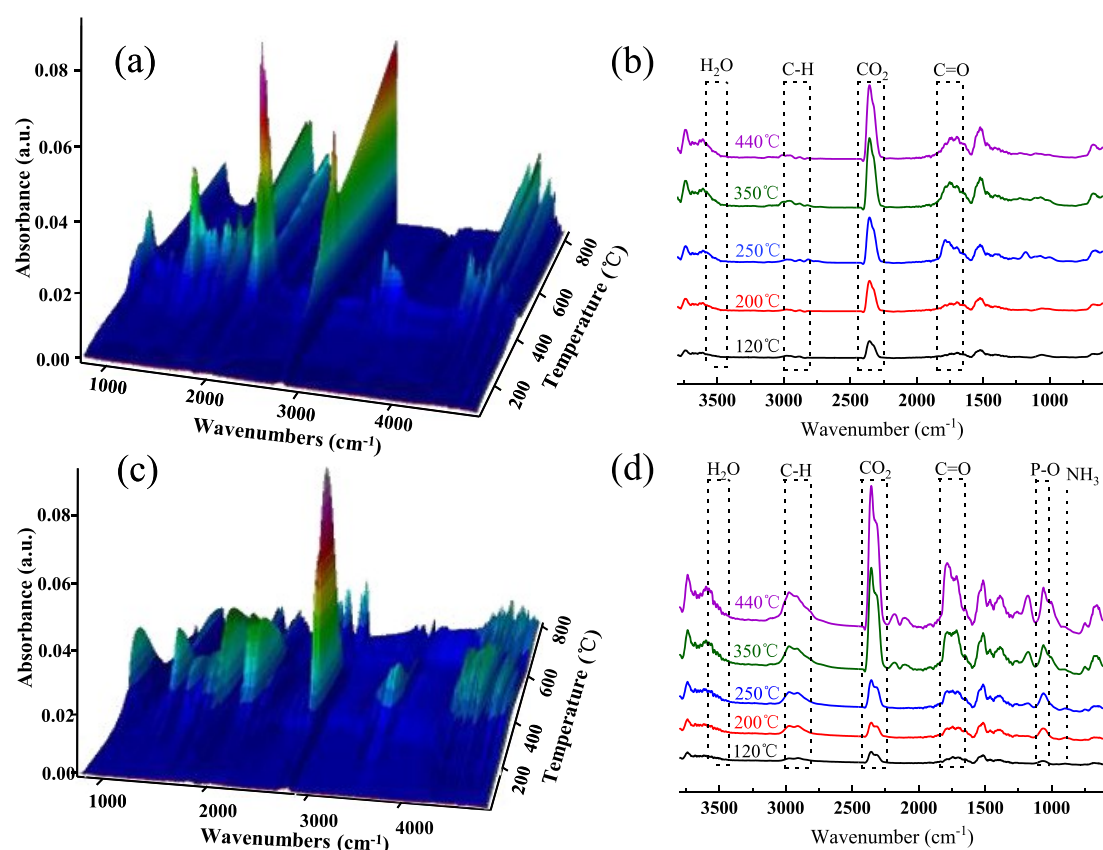 (a)
Absorbance (a.u.)
0.08
0.06
0.04
0.02
0.00
1000
2000
3000
4000
Wavenumbers (cm-1)
200
400
600
800
Temperature (℃)
(b)
H2O
C-H
CO2
C=O
440℃
350℃
250℃
200℃
120℃
3500
3000
2500
2000
1500
1000
Wavenumber (cm-1)
(c)
Absorbance (a.u.)
0.08
0.06
0.04
0.02
0.00
1000
2000
3000
4000
Wavenumbers (cm-1)
200
400
600
800
Temperature (℃)
(d)
H2O
C-H
CO2
C=O
P-O
NH3
440℃
350℃
250℃
200℃
120℃
3500
3000
2500
2000
1500
1000
Wavenumber (cm-1)